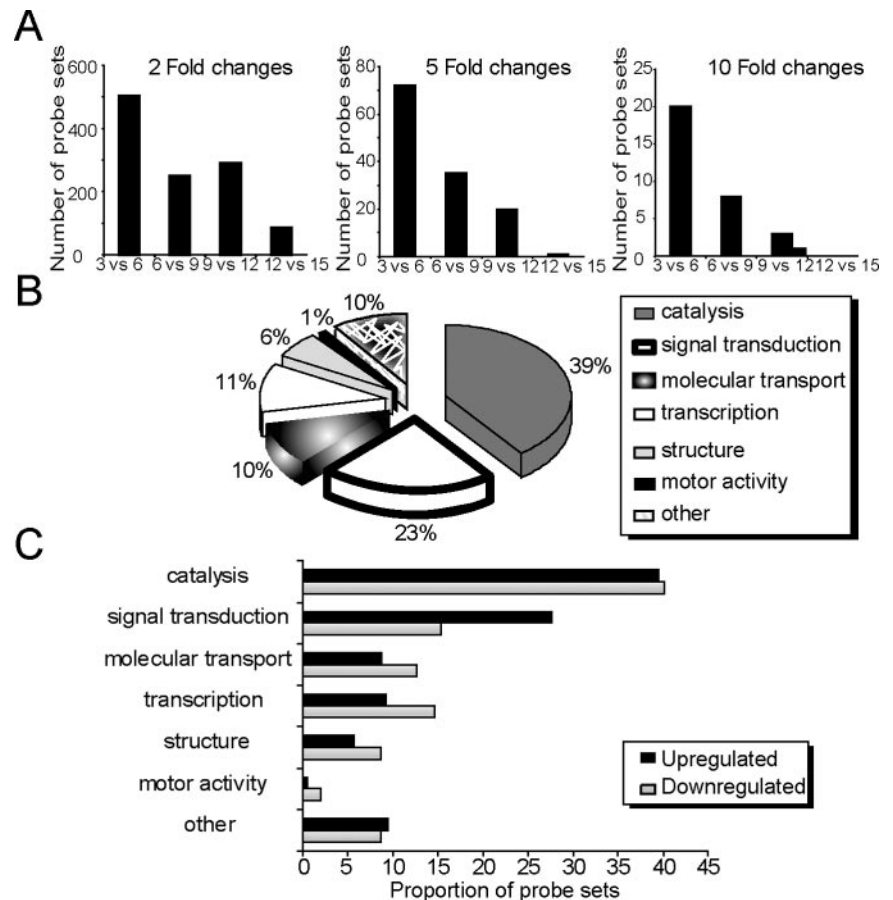 A
2 Fold changes
Number of probe sets
600
400
200
0
3 vs 6 6 vs 9 9 vs 12 12 vs 15
5 Fold changes
Number of probe sets
80
60
40
20
0
3 vs 6 6 vs 9 9 vs 12 12 vs 15
10 Fold changes
Number of probe sets
25
20
15
10
5
0
3 vs 6 6 vs 9 9 vs 12 12 vs 15
B
10%
1%
6%
11%
10%
23%
39%
catalysis
signal transduction
molecular transport
transcription
structure
motor activity
other
C
catalysis
signal transduction
molecular transport
transcription
structure
motor activity
other
Upregulated
Downregulated
0 5 10 15 20 25 30 35 40 45
Proportion of probe sets